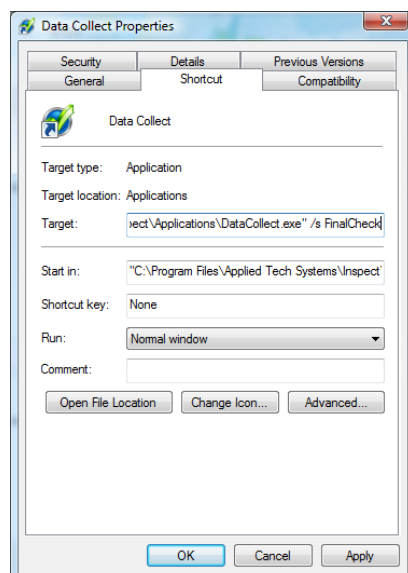 Data Collect Properties
Security Details Previous Versions
General Shortcut Compatibility
Data Collect
Target type: Application
Target location: Applications
Target: pect\Applications\DataCollect.exe" /s FinalCheck
Start in: "C:\Program Files\Applied Tech Systems\Inspect
Shortcut key: None
Run: Normal window
Comment:
Open File Location Change Icon... Advanced...
OK Cancel Apply